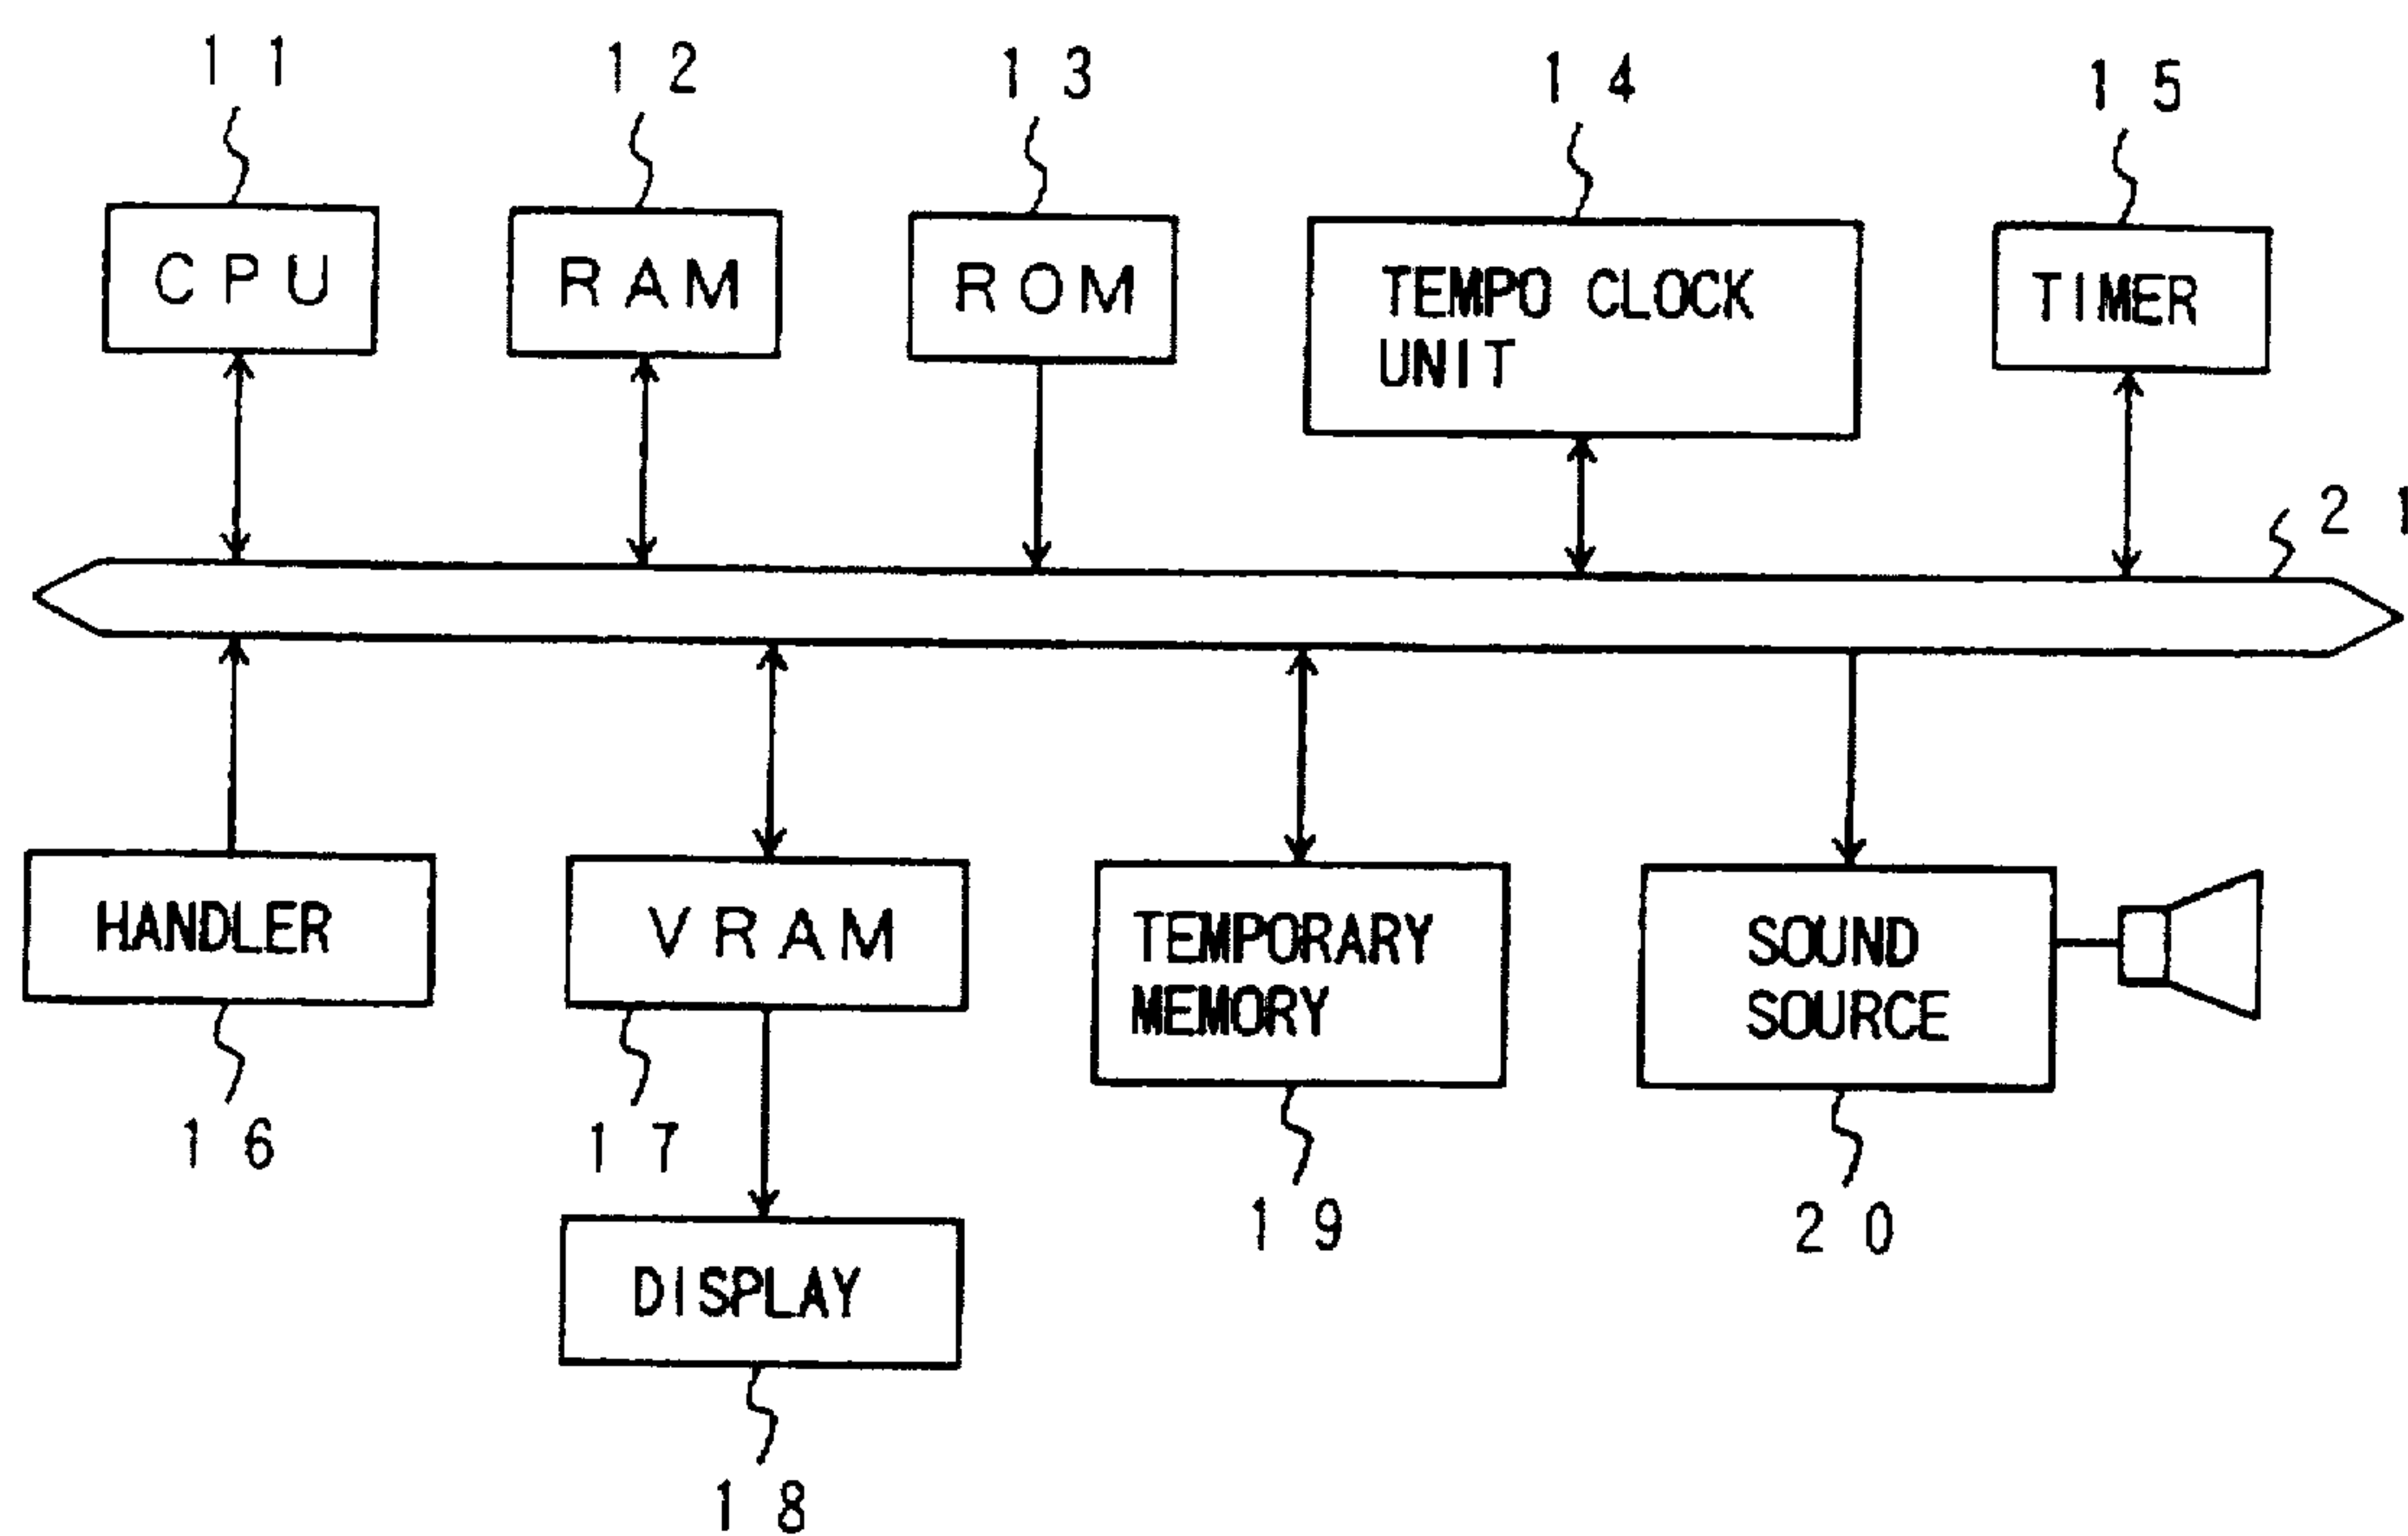 11
12
13
14
15
CPU
RAM
ROM
TEMPO CLOCK
UNIT
TIMER
21
HANDLER
VRAM
TEMPORARY
MEMORY
SOUND
SOURCE
16
17
19
20
DISPLAY
18